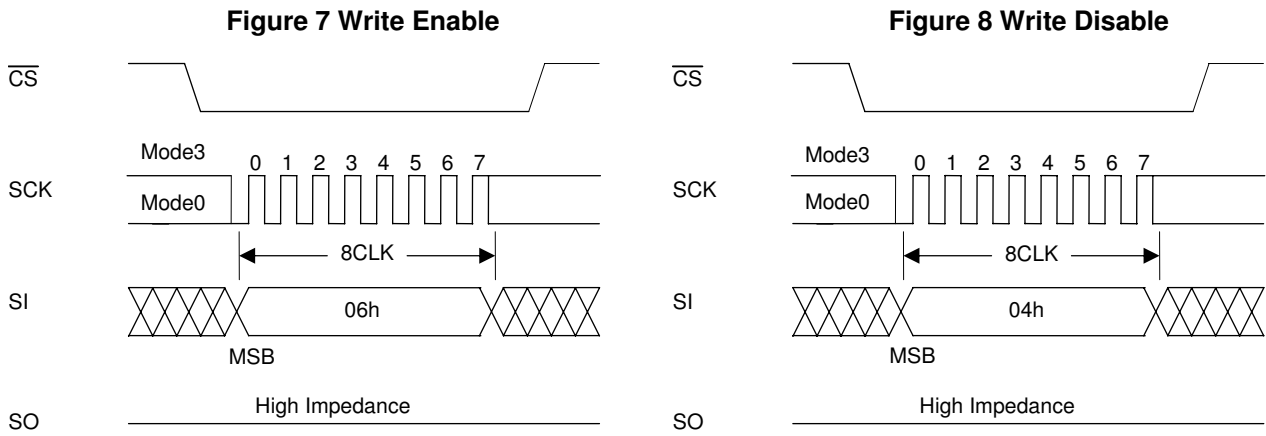 Figure 7 Write Enable
CS
Mode3
0 1 2 3 4 5 6 7
SCK
Mode0
8CLK
SI
06h
MSB
High Impedance
SO
Figure 8 Write Disable
CS
Mode3
0 1 2 3 4 5 6 7
SCK
Mode0
8CLK
SI
04h
MSB
High Impedance
SO